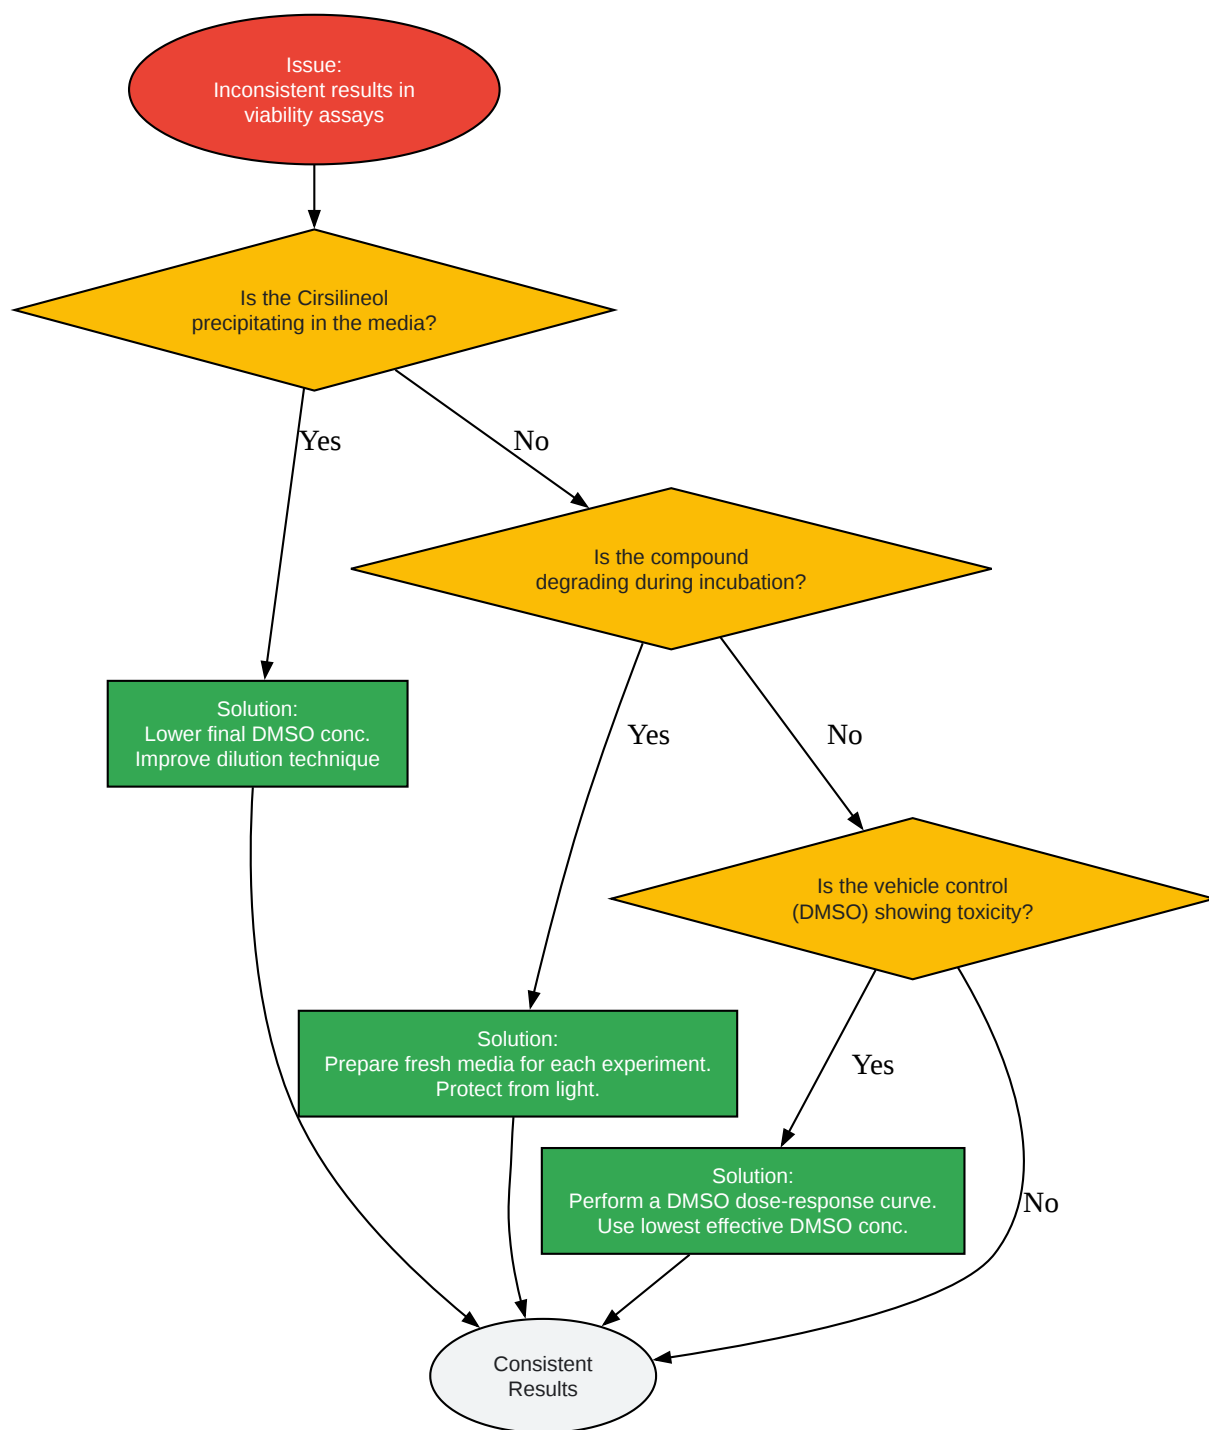 Issue:
Inconsistent results in
viability assays
Is the Cirsilineol
precipitating in the media?
Yes
No
Is the compound
degrading during incubation?
Solution:
Lower final DMSO conc.
Improve dilution technique
Yes
No
Is the vehicle control
(DMSO) showing toxicity?
Solution:
Prepare fresh media for each experiment.
Protect from light.
Yes
Solution:
Perform a DMSO dose-response curve.
Use lowest effective DMSO conc.
No
Consistent
Results